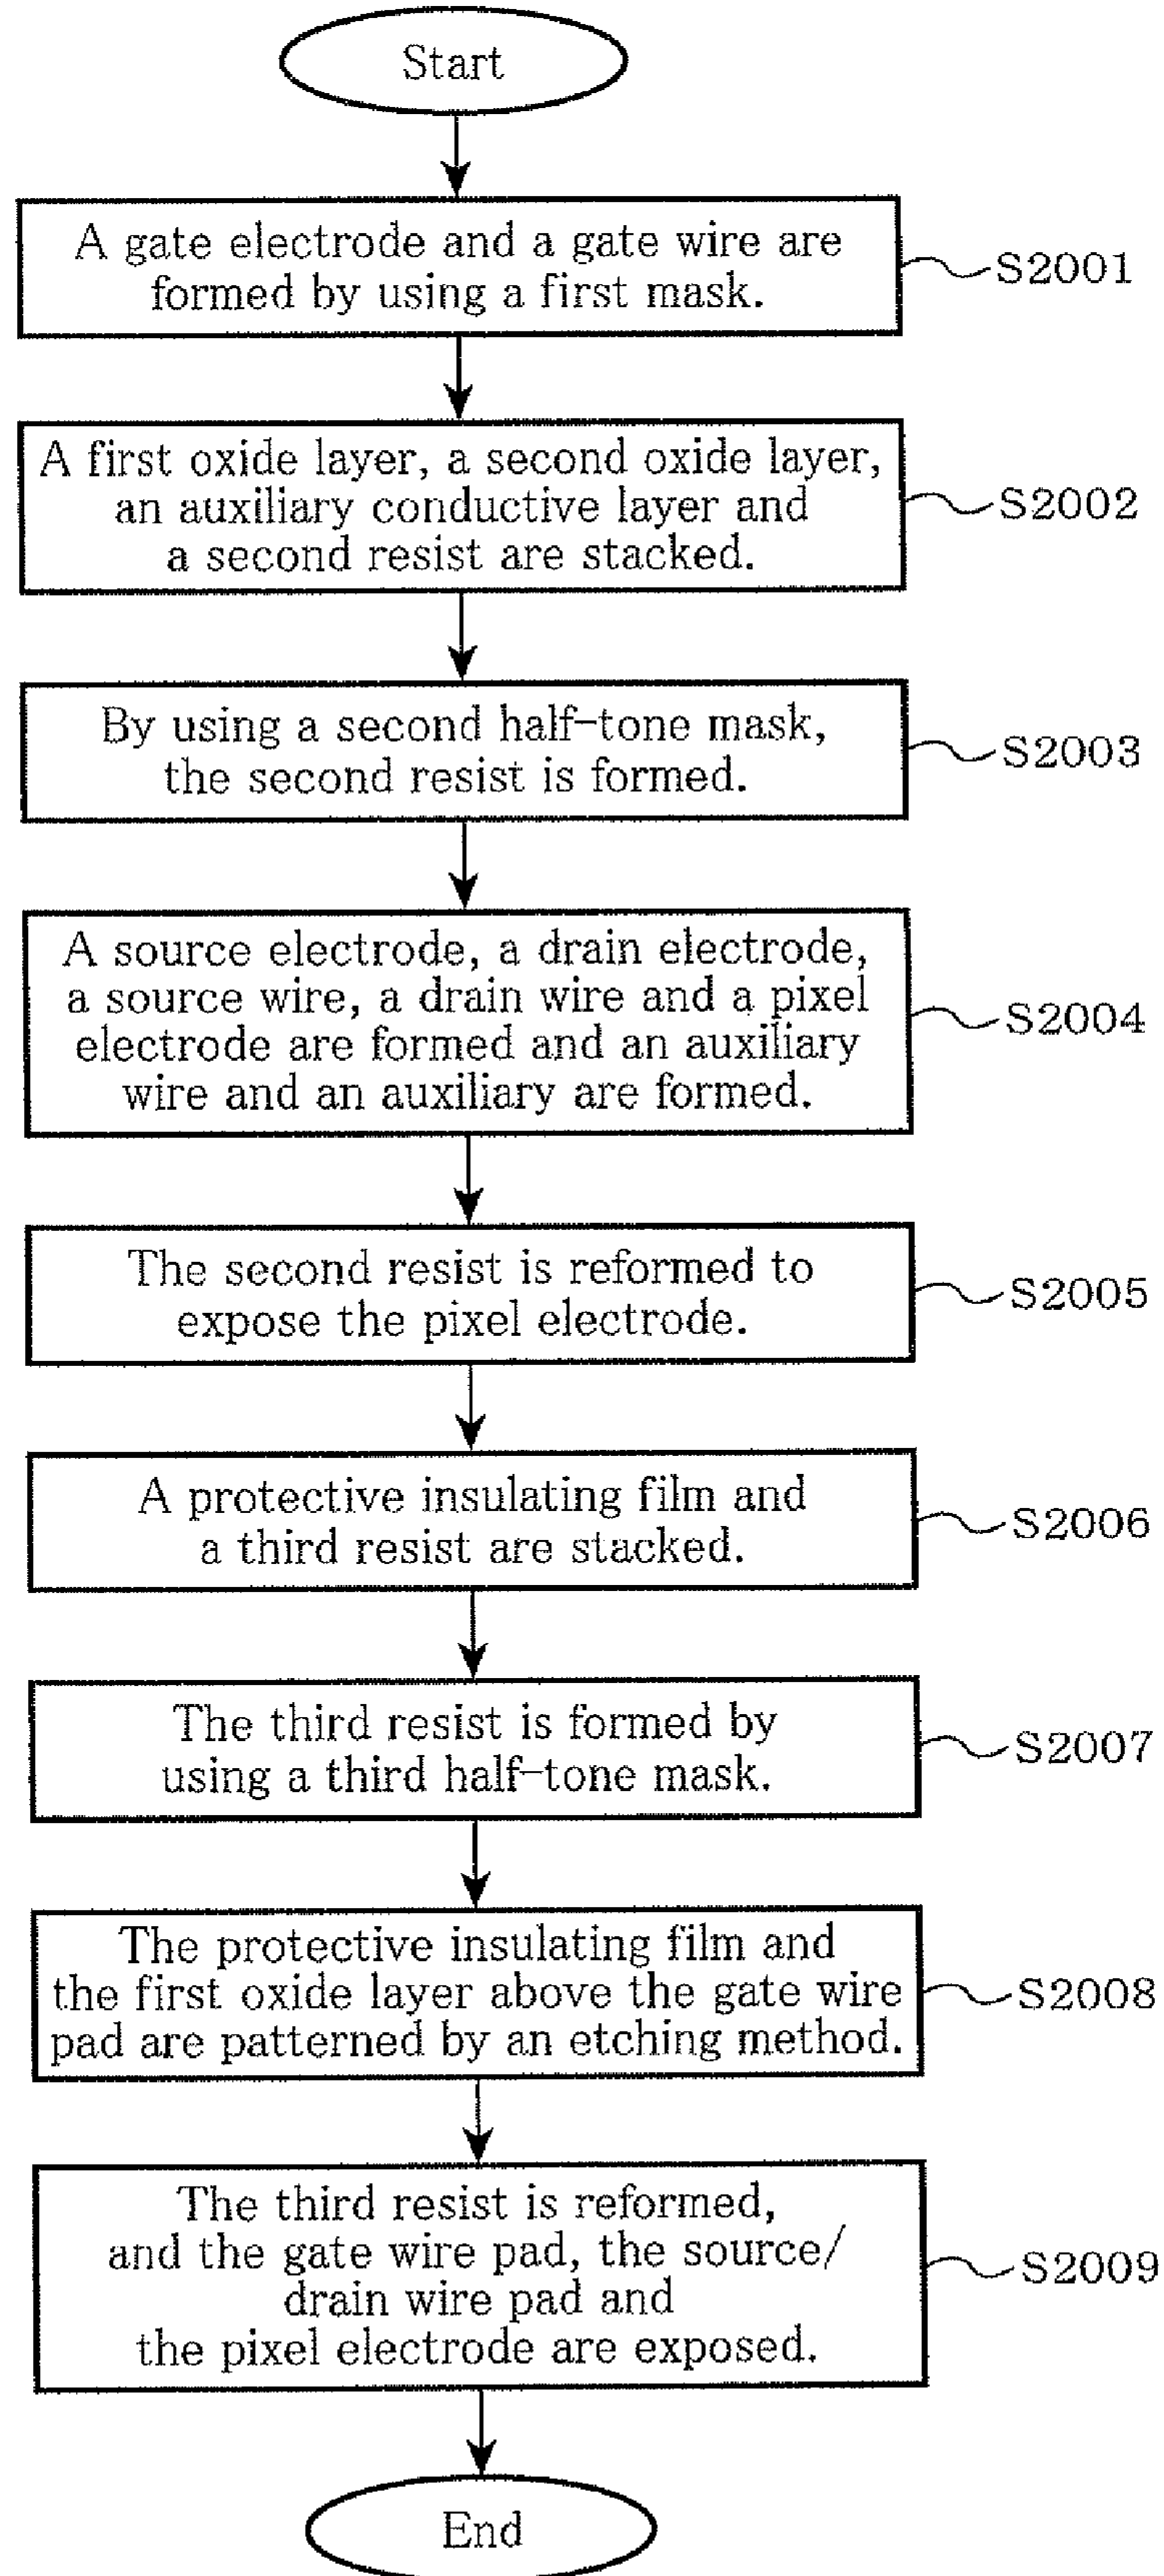 Start
A gate electrode and a gate wire are
formed by using a first mask.
S2001
A first oxide layer, a second oxide layer,
an auxiliary conductive layer and
a second resist are stacked.
S2002
By using a second half-tone mask,
the second resist is formed.
S2003
A source electrode, a drain electrode,
a source wire, a drain wire and a pixel
electrode are formed and an auxiliary
wire and an auxiliary are formed.
S2004
The second resist is reformed to
expose the pixel electrode.
S2005
A protective insulating film and
a third resist are stacked.
S2006
The third resist is formed by
using a third half-tone mask.
S2007
The protective insulating film and
the first oxide layer above the gate wire
pad are patterned by an etching method.
S2008
The third resist is reformed,
and the gate wire pad, the source/
drain wire pad and
the pixel electrode are exposed.
S2009
End